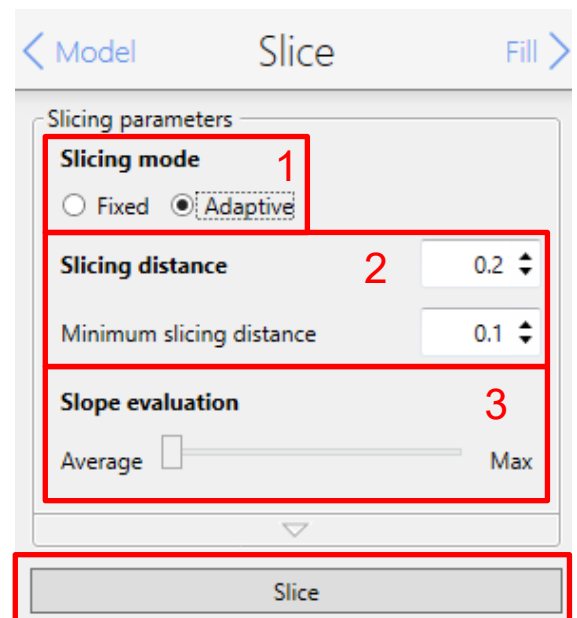 Model Slice Fill
Slicing parameters
Slicing mode 1
Fixed Adaptive
Slicing distance 2 0.2
Minimum slicing distance 0.1
Slope evaluation 3
Average Max
Slice